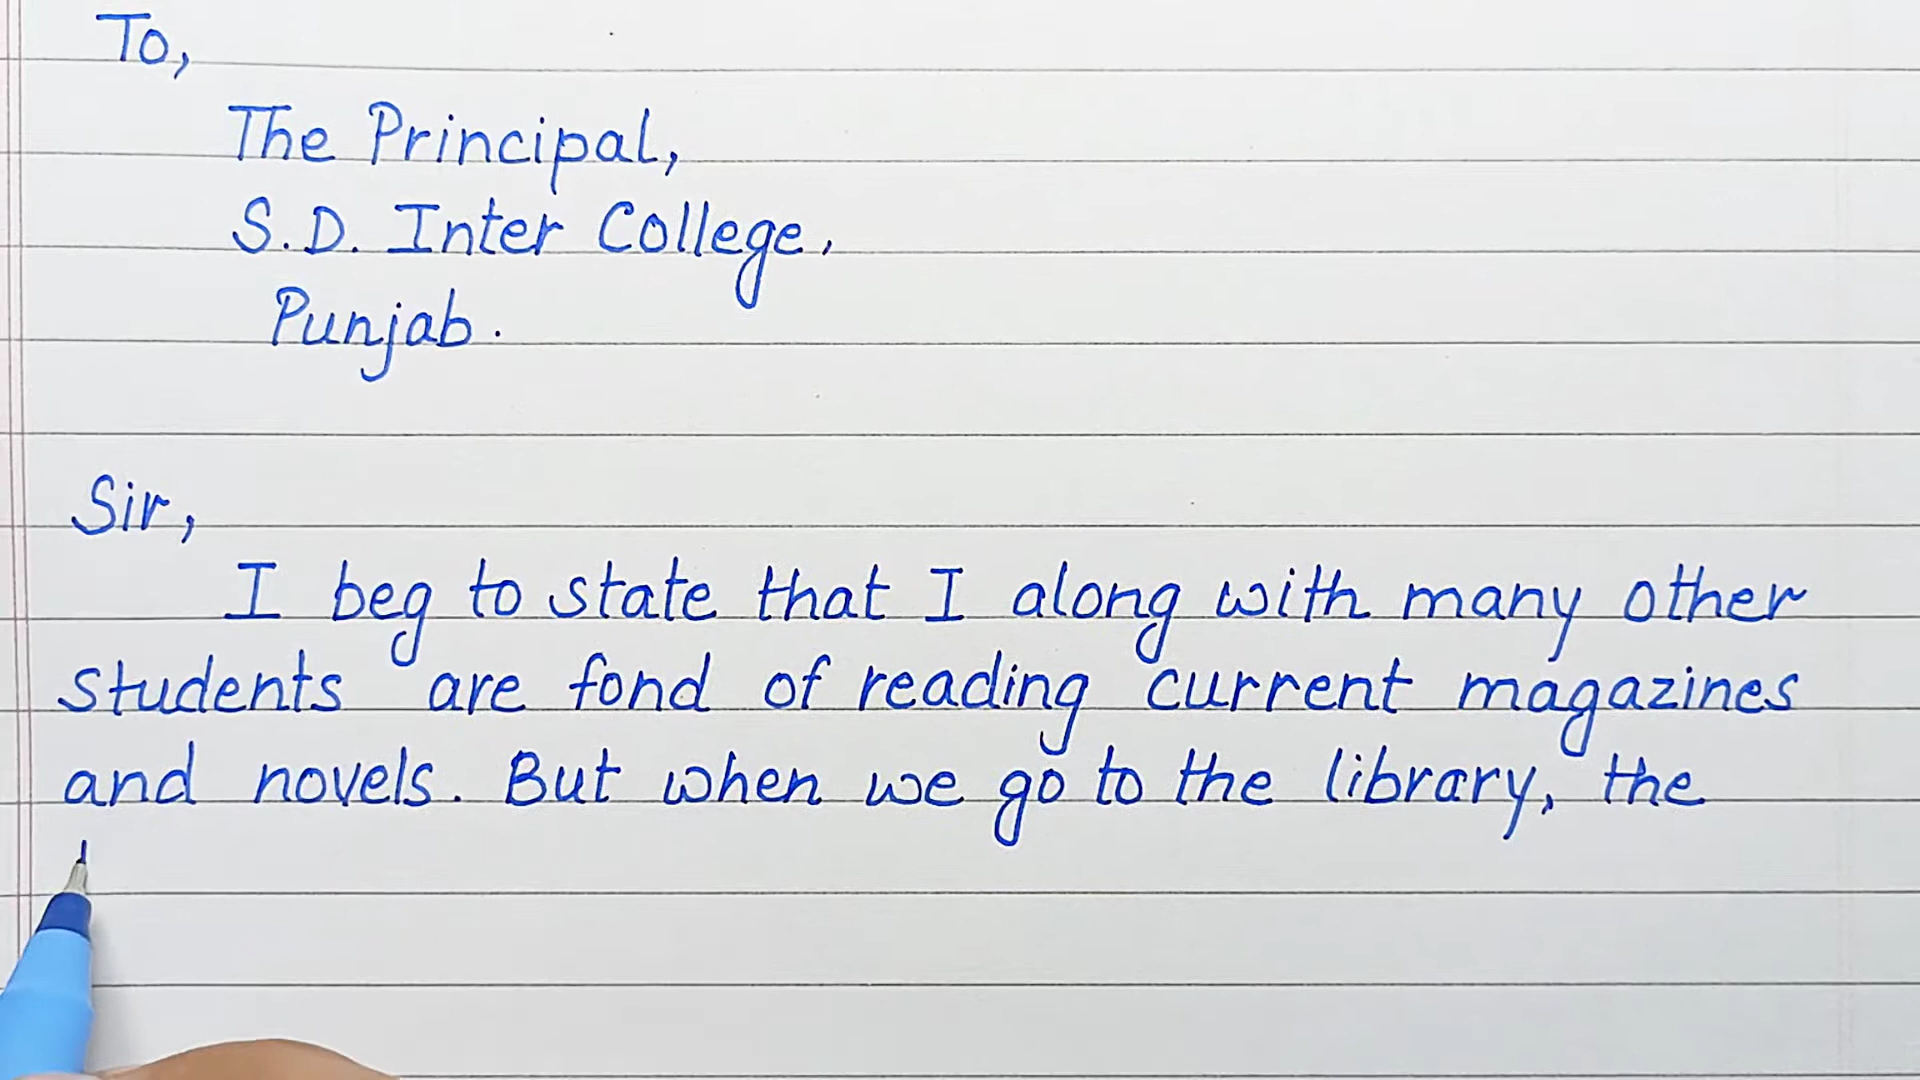 To,
The Principal,
S.D. Inter College,
Punjab.
Sir,
I beg to state that I along with many other
students are fond of reading current magazines
and novels. But when we go to the library, the